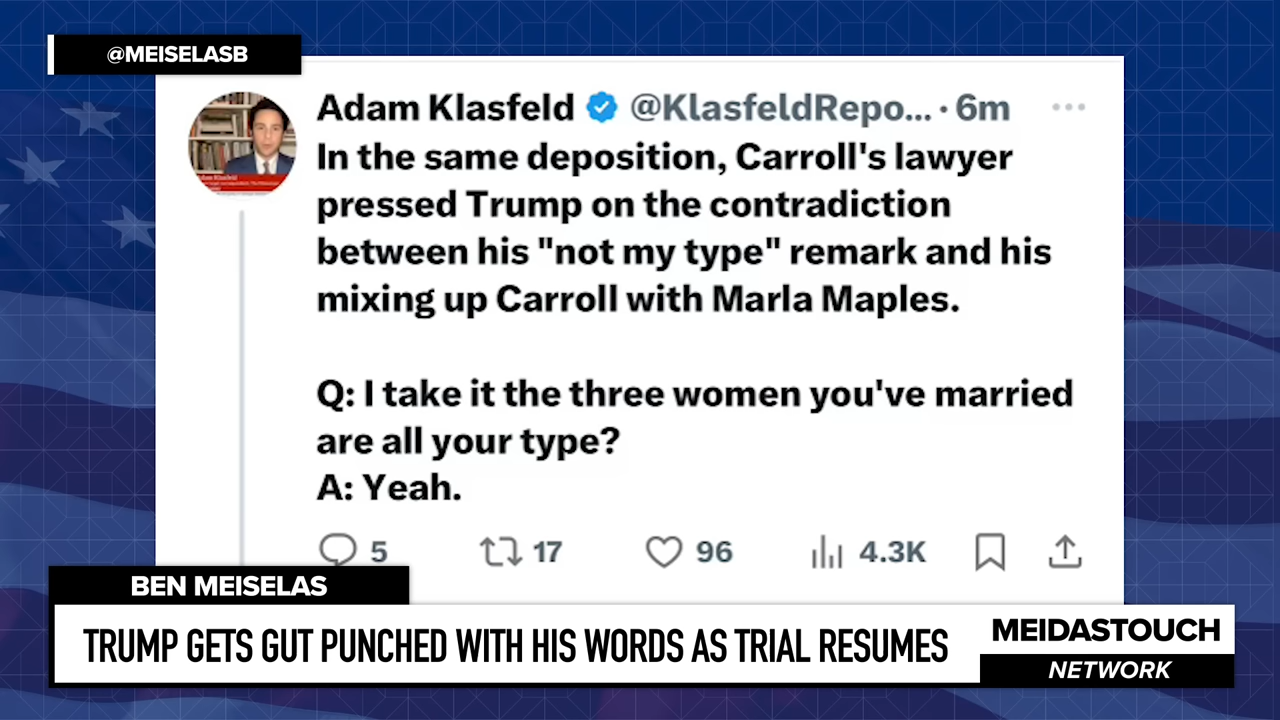 @MEISELASB
Adam Klasfeld @KlasfeldRepo... · 6m
In the same deposition, Carroll's lawyer
pressed Trump on the contradiction
between his "not my type" remark and his
mixing up Carroll with Marla Maples.
Q: I take it the three women you've married
are all your type?
A: Yeah.
5 17 96 4.3K
BEN MEISELAS
TRUMP GETS GUT PUNCHED WITH HIS WORDS AS TRIAL RESUMES
MEIDASTOUCH
NETWORK